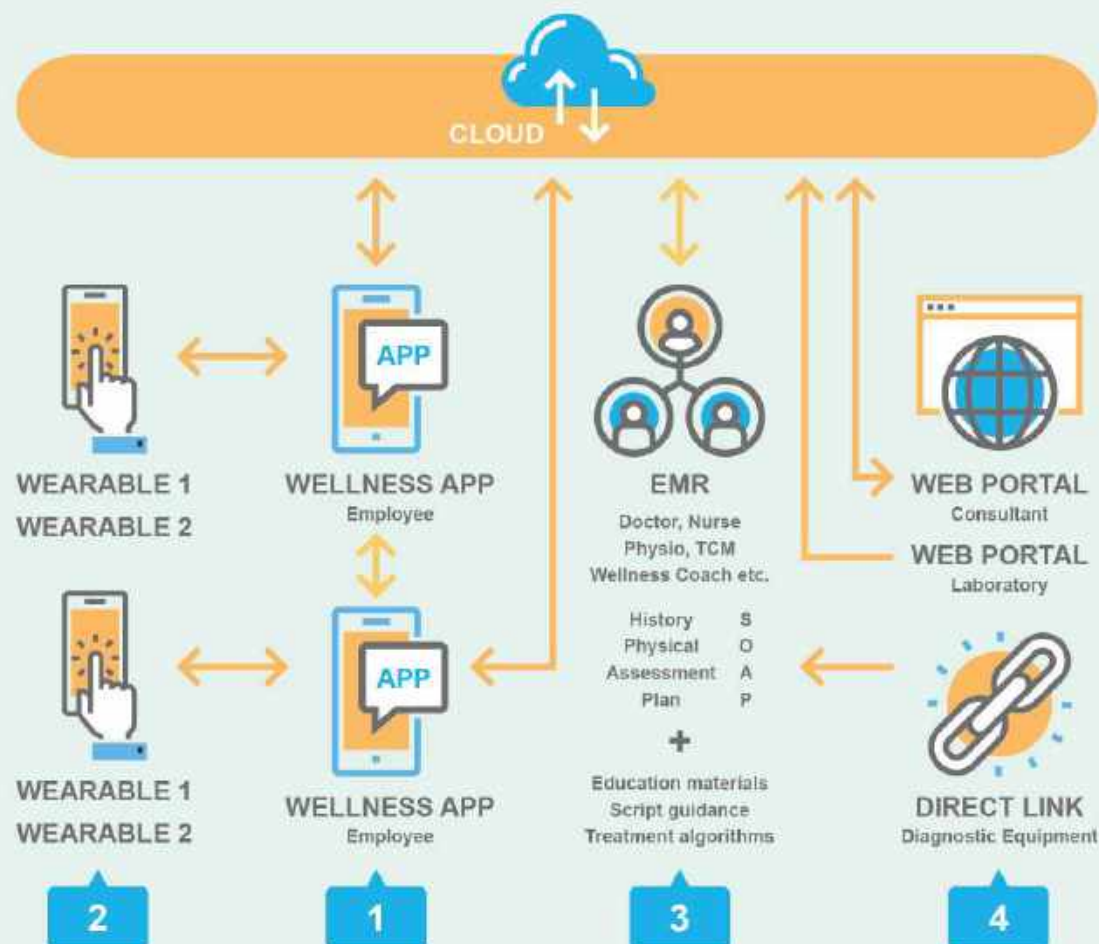 CLOUD
APP
WEARABLE 1
WEARABLE 2
WELLNESS APP
Employee
EMR
Doctor, Nurse
Physio, TCM
Wellness Coach etc.
WEB PORTAL
Consultant
WEB PORTAL
Laboratory
APP
History S
Physical O
Assessment A
Plan P
+
Education materials
Script guidance
Treatment algorithms
WEARABLE 1
WEARABLE 2
WELLNESS APP
Employee
DIRECT LINK
Diagnostic Equipment
2
1
3
4